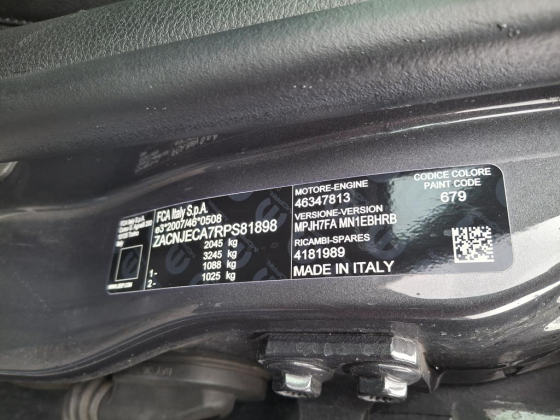 FCA Italy S.p.A.
e3*2007/46*0508
ZACNJECA7RPS81898
2045 kg
3245 kg
1- 1088 kg
2- 1025 kg
MOTORE-ENGINE
46347813
VERSIONE-VERSION
MPJH7FA MN1EBHRB
RICAMBI-SPARES
4181989
MADE IN ITALY
CODICE COLORE
PAINT CODE
679